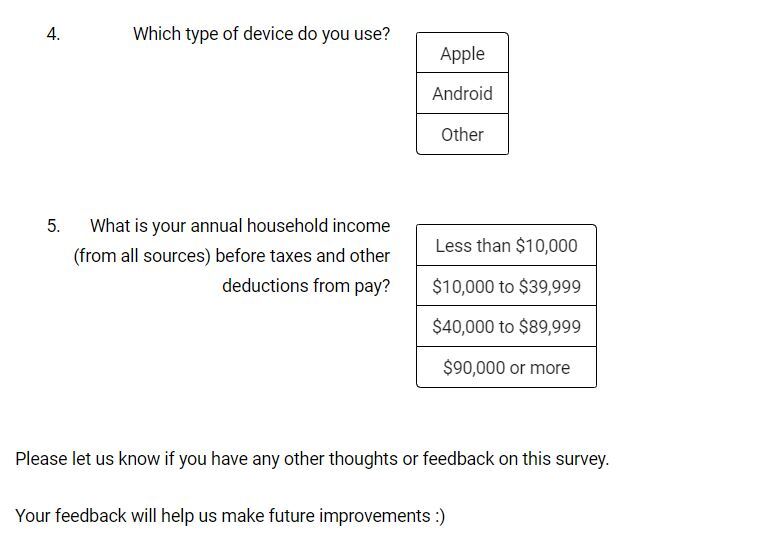 4. Which type of device do you use?
Apple
Android
Other
5. What is your annual household income
(from all sources) before taxes and other
deductions from pay?
Less than $10,000
$10,000 to $39,999
$40,000 to $89,999
$90,000 or more
Please let us know if you have any other thoughts or feedback on this survey.
Your feedback will help us make future improvements :)